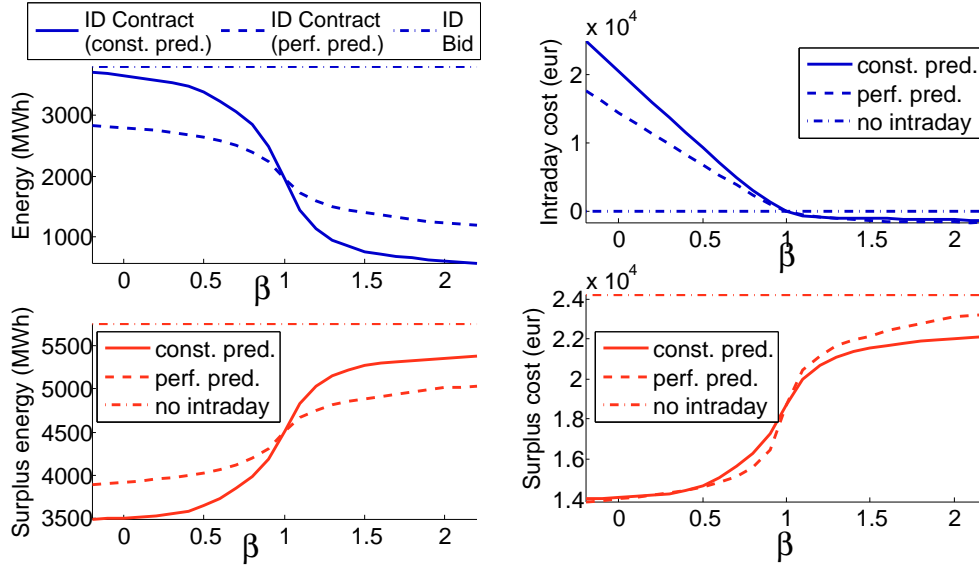 ID Contract
(const. pred.)
ID Contract
(perf. pred.)
ID
Bid
Energy (MWh)
3000
2000
1000
0 0.5 1 1.5 2
β
x 10^4
Intraday cost (eur)
2
1
0
const. pred.
perf. pred.
no intraday
0 0.5 1 1.5 2
β
Surplus energy (MWh)
5500
5000
4500
4000
3500
const. pred.
perf. pred.
no intraday
0 0.5 1 1.5 2
β
x 10^4
Surplus cost (eur)
2.4
2.2
2
1.8
1.6
1.4
const. pred.
perf. pred.
no intraday
0 0.5 1 1.5 2
β